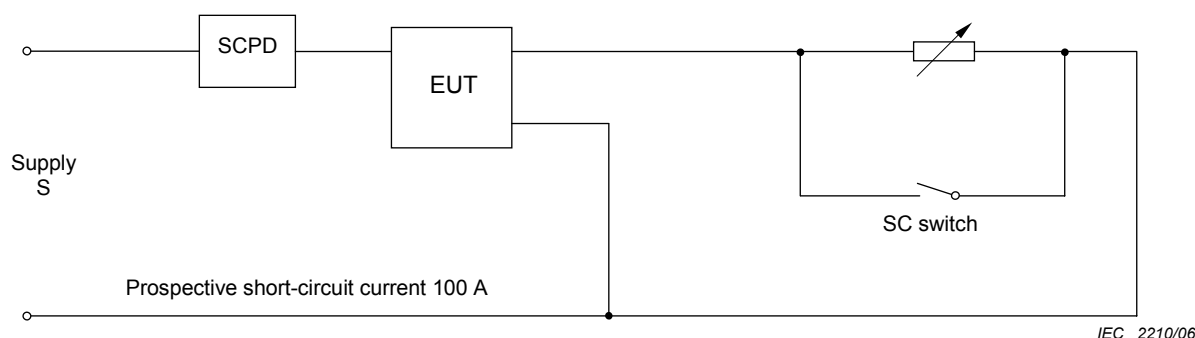 SCPD
EUT
Supply
S
SC switch
Prospective short-circuit current 100 A
IEC 2210/06